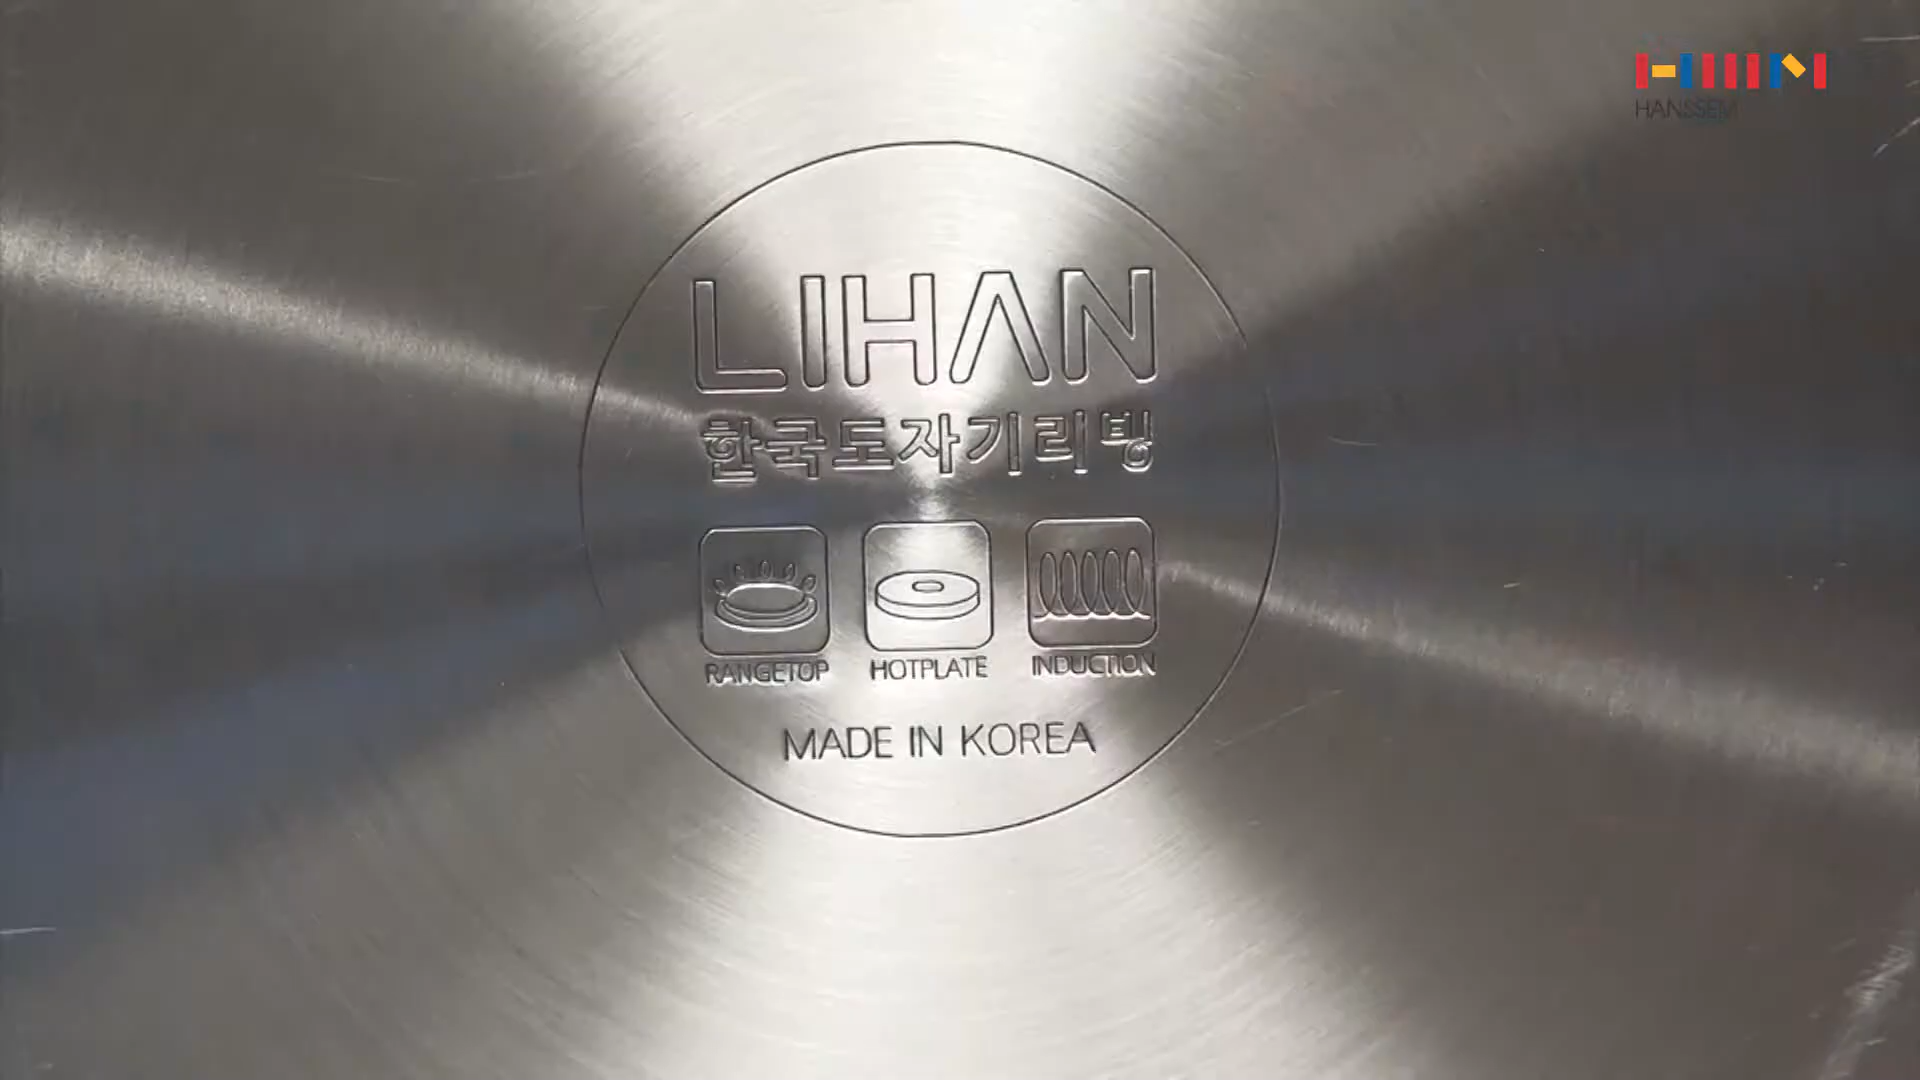 HANSSEM
LIHAN
한국도자기리빙
RANGETOP HOTPLATE INDUCTION
MADE IN KOREA